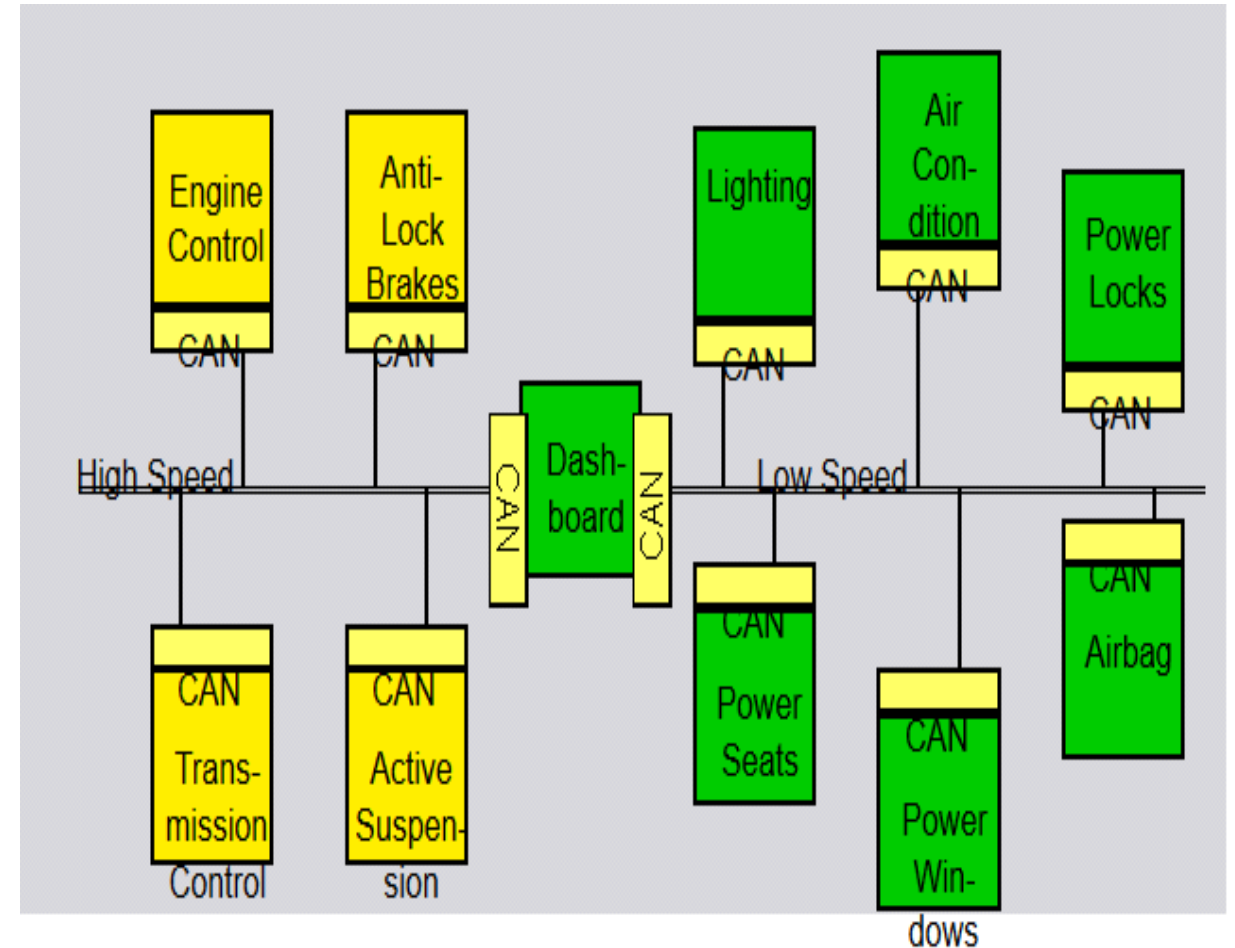 Engine
Control
CAN
Anti-
Lock
Brakes
CAN
Lighting
CAN
Air
Con-
dition
CAN
Power
Locks
CAN
High Speed
CAN
Dash-
board
CAN
Low Speed
CAN
Trans-
mission
Control
CAN
Active
Suspen-
sion
CAN
Power
Seats
CAN
Power
Win-
dows
CAN
Airbag